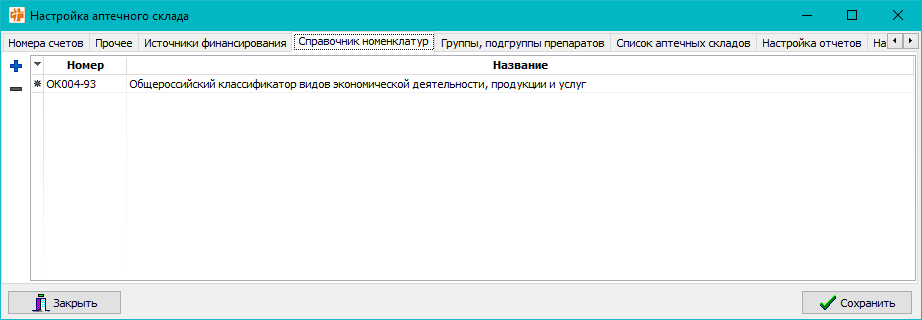 Настройка аптечного склада
Номера счетов Прочее Источники финансирования Справочник номенклатур Группы, подгруппы препаратов Список аптечных складов Настройка отчетов На
Номер Название
ОК004-93 Общероссийский классификатор видов экономической деятельности, продукции и услуг
Закрыть Сохранить